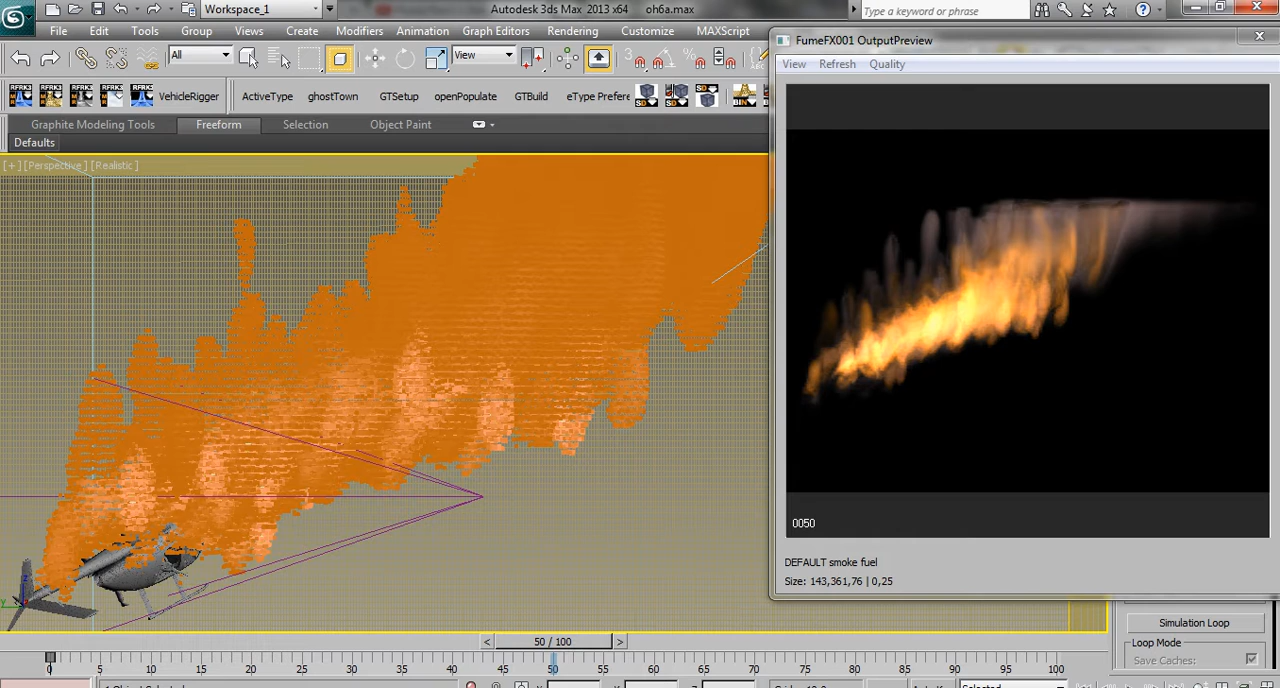 Workspace_1
Autodesk 3ds Max 2013 x64 oh6a.max
Type a keyword or phrase
File Edit Tools Group Views Create Modifiers Animation Graph Editors Rendering Customize MAXScript
All
View
3
VehicleRigger ActiveType ghostTown GTSetup openPopulate GTBuild eType Prefere
Graphite Modeling Tools Freeform Selection Object Paint
Defaults
[ + ] [Perspective ] [Realistic ]
FumeFX001 OutputPreview
View Refresh Quality
0050
DEFAULT smoke fuel
Size: 143,361,76 | 0,25
Simulation Loop
Loop Mode
Save Caches:
< 50 / 100 >
0 5 10 15 20 25 30 35 40 45 50 55 60 65 70 75 80 85 90 95 100